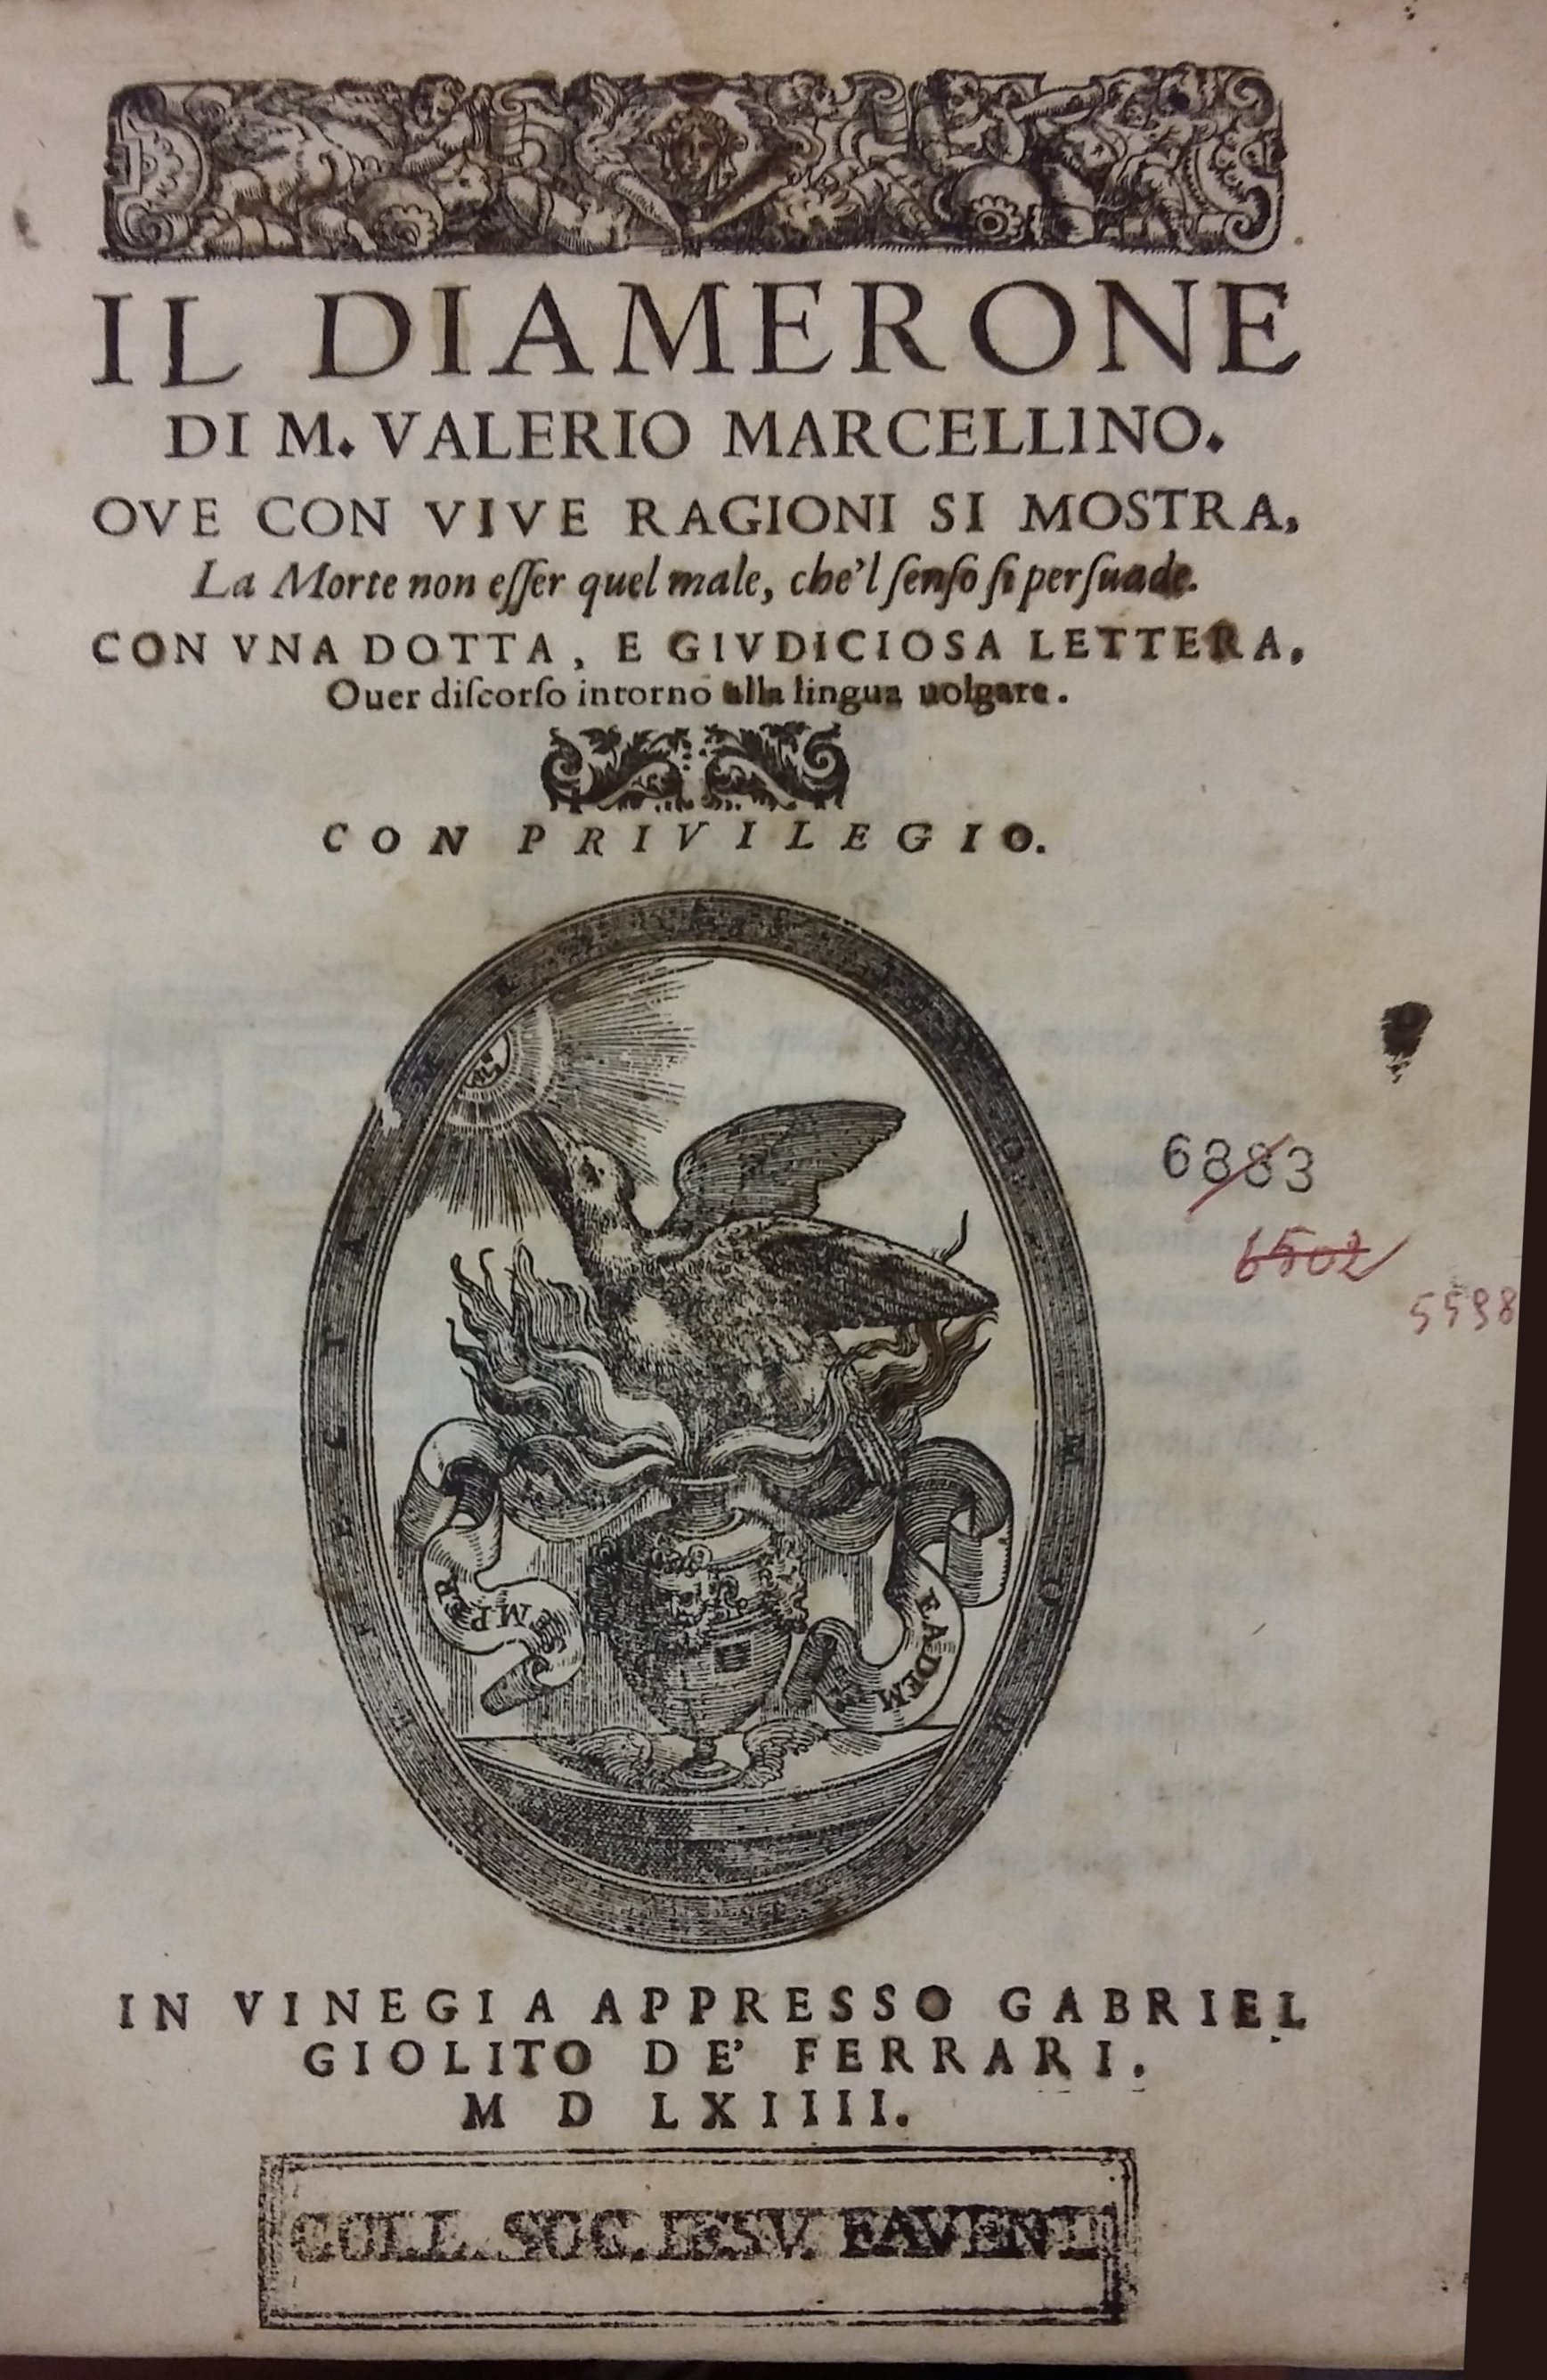 IL DIAMERONE
DI M. VALERIO MARCELLINO.
OVE CON VIVE RAGIONI SI MOSTRA,
La Morte non eſſer quel male, che'l ſenſo ſi perſuade.
CON VNA DOTTA, E GIVDICIOSA LETTERA,
Ouer diſcorſo intorno alla lingua uolgare.
CON PRIVILEGIO.
6883
6502
5598
SEMPER
EADEM
IN VINEGIA APPRESSO GABRIEL
GIOLITO DE' FERRARI.
M D LXIIII.
COLL. SOC. IESV. FAVENT